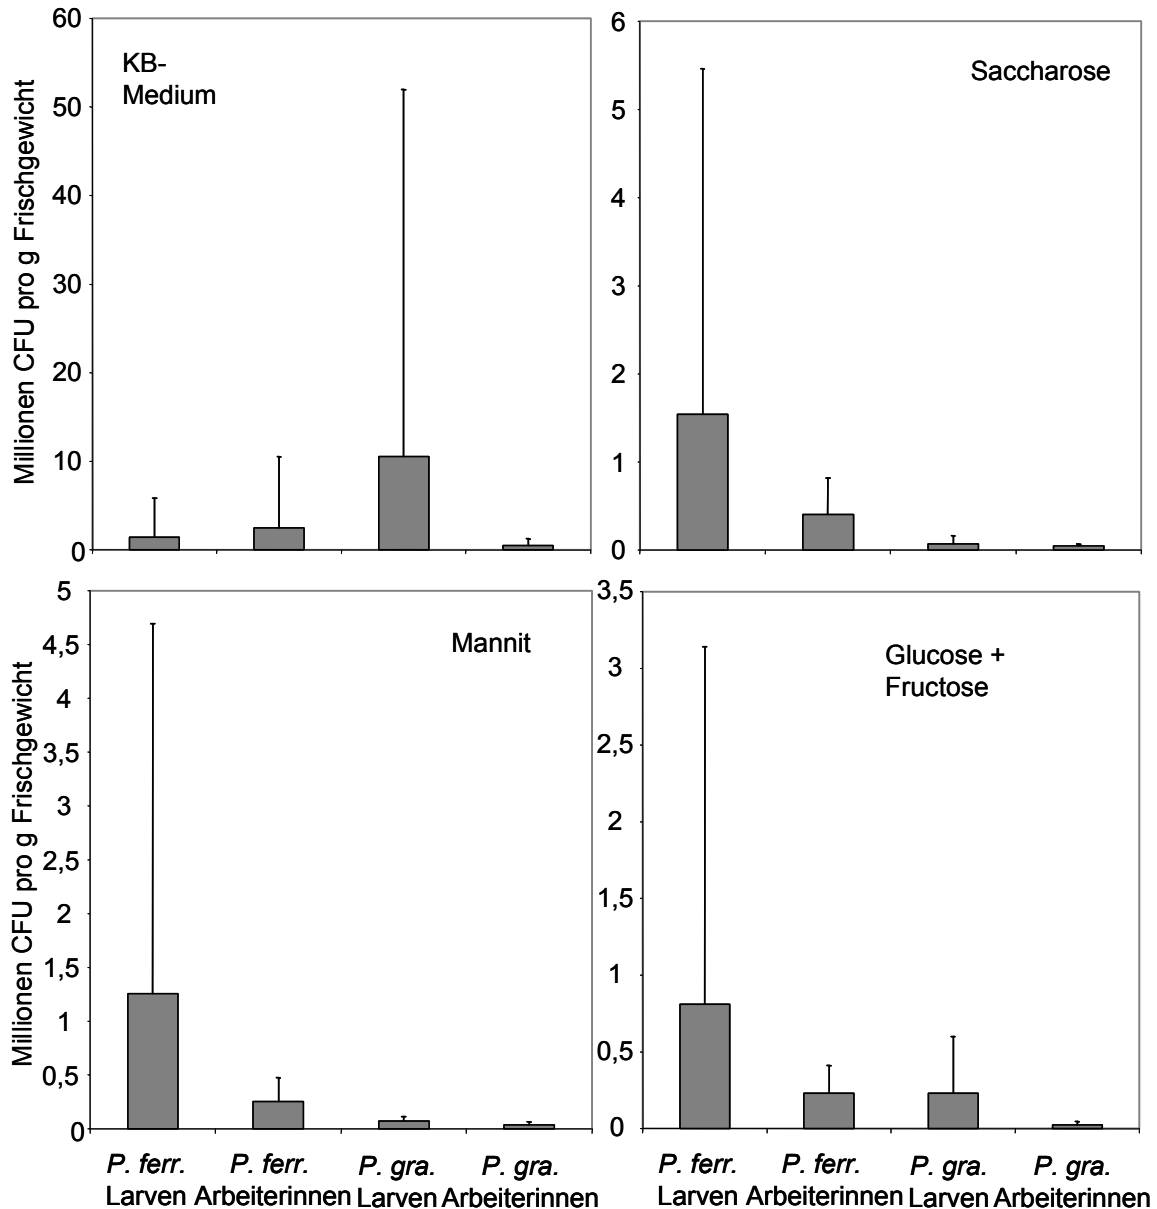 Millionen CFU pro g Frischgewicht
60
50
40
30
20
10
0
KB-
Medium
6
5
4
3
2
1
0
Saccharose
Millionen CFU pro g Frischgewicht
5
4,5
4
3,5
3
2,5
2
1,5
1
0,5
0
Mannit
P. ferr.
Larven
P. ferr.
Arbeiterinnen
P. gra.
Larven
P. gra.
Arbeiterinnen
3,5
3
2,5
2
1,5
1
0,5
0
Glucose +
Fructose
P. ferr.
Larven
P. ferr.
Arbeiterinnen
P. gra.
Larven
P. gra.
Arbeiterinnen